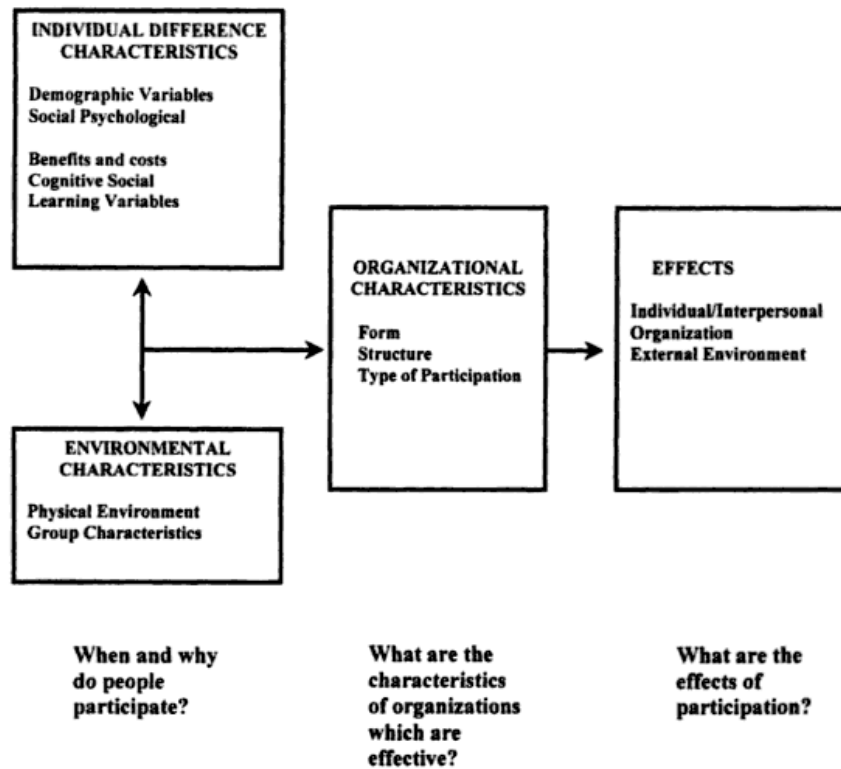 INDIVIDUAL DIFFERENCE
CHARACTERISTICS
Demographic Variables
Social Psychological
Benefits and costs
Cognitive Social
Learning Variables
ENVIRONMENTAL
CHARACTERISTICS
Physical Environment
Group Characteristics
ORGANIZATIONAL
CHARACTERISTICS
Form
Structure
Type of Participation
EFFECTS
Individual/Interpersonal
Organization
External Environment
When and why
do people
participate?
What are the
characteristics
of organizations
which are
effective?
What are the
effects of
participation?